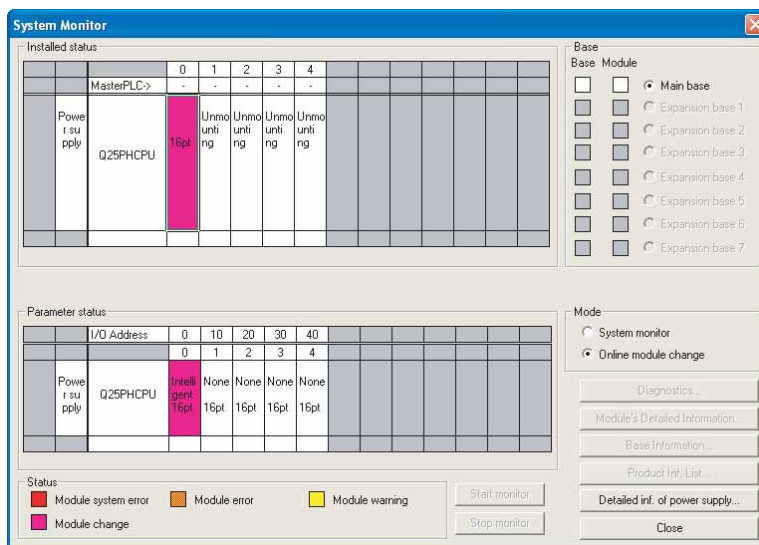 System Monitor
Installed status
0 1 2 3 4
MasterPLC-> - - - - -
Powe
r su
pply
Q25PHCPU
16pt
Unmo
unti
ng
Unmo
unti
ng
Unmo
unti
ng
Unmo
unti
ng
Base
Base Module
Main base
Expansion base 1
Expansion base 2
Expansion base 3
Expansion base 4
Expansion base 5
Expansion base 6
Expansion base 7
Parameter status
I/O Address 0 10 20 30 40
0 1 2 3 4
Powe
r su
pply
Q25PHCPU
Intelli
gent
16pt
None
16pt
None
16pt
None
16pt
None
16pt
Mode
System monitor
Online module change
Diagnostics...
Module's Detailed Information...
Base Information...
Product Inf. List...
Detailed inf. of power supply...
Close
Status
Module system error
Module error
Module warning
Module change
Start monitor
Stop monitor